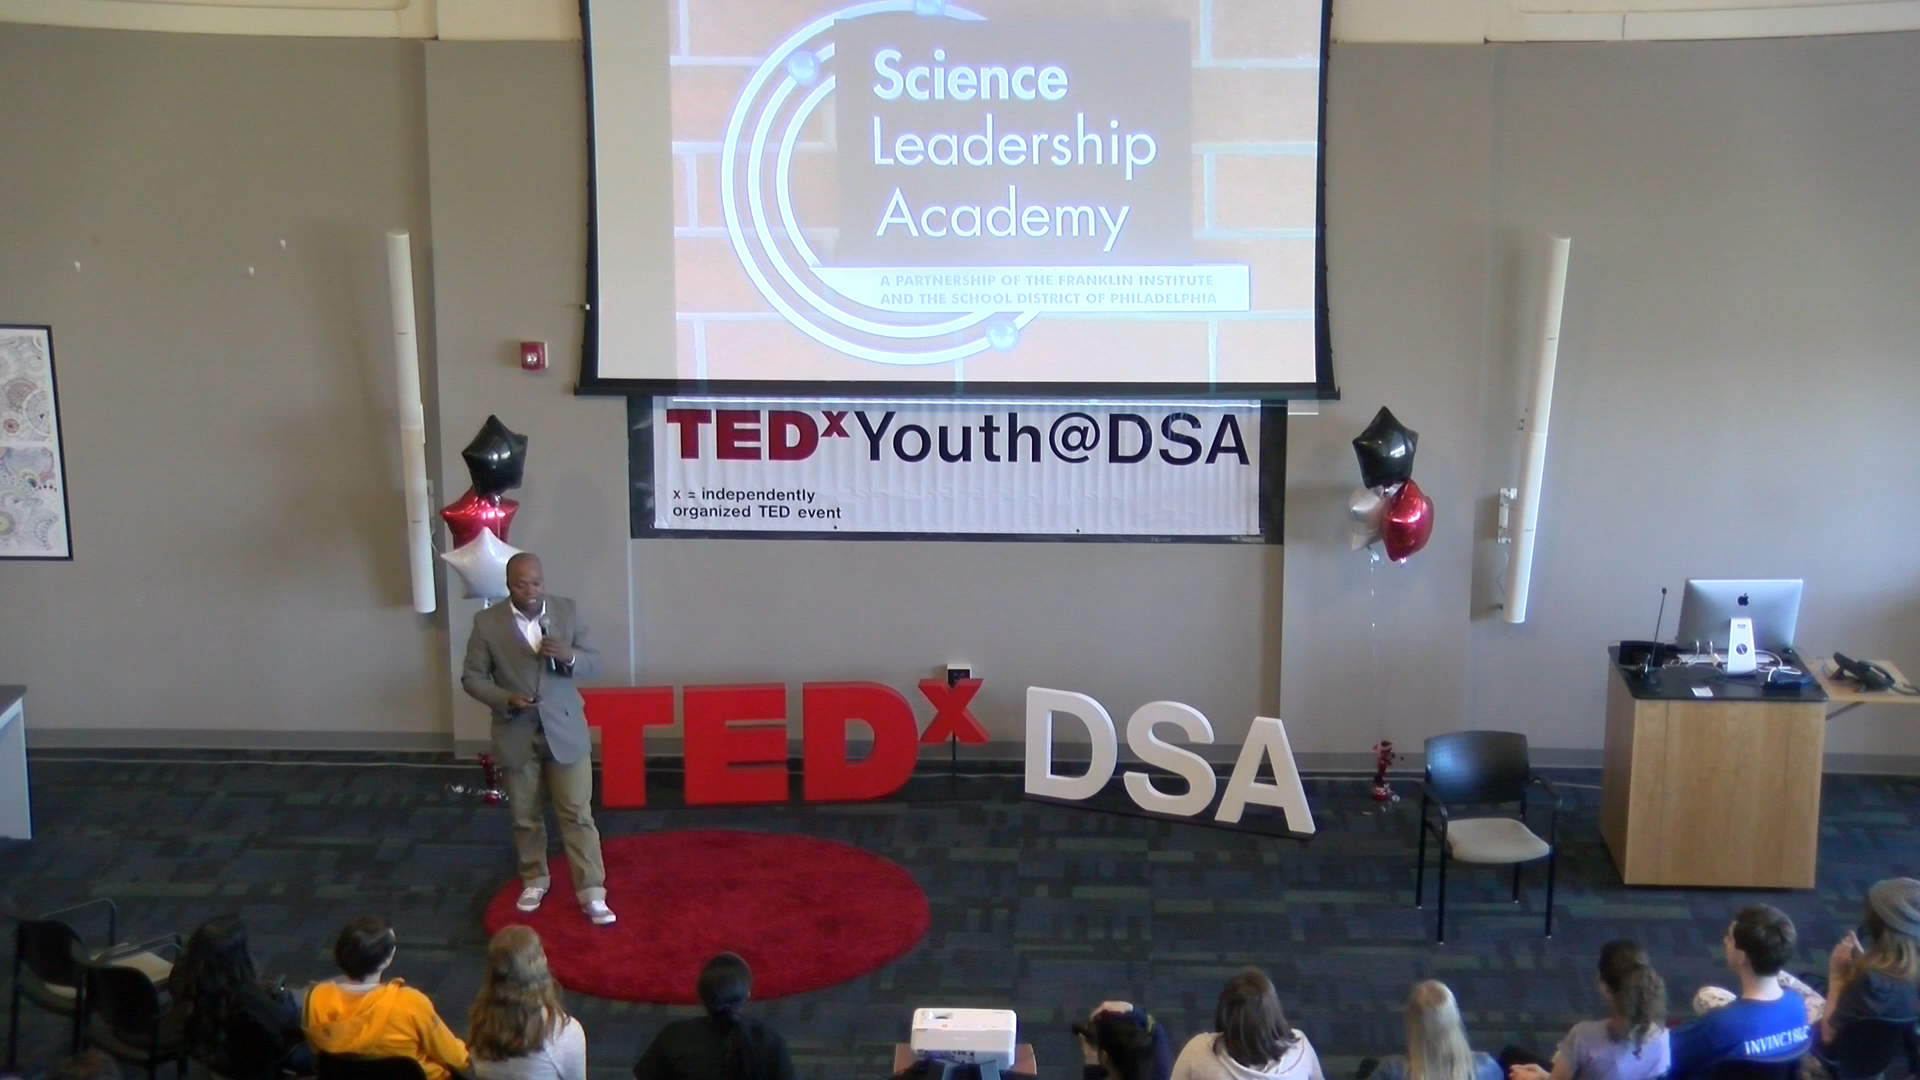 Science
Leadership
Academy
A PARTNERSHIP OF THE FRANKLIN INSTITUTE
AND THE SCHOOL DISTRICT OF PHILADELPHIA
TEDxYouth@DSA
x = independently
organized TED event
TEDx DSA